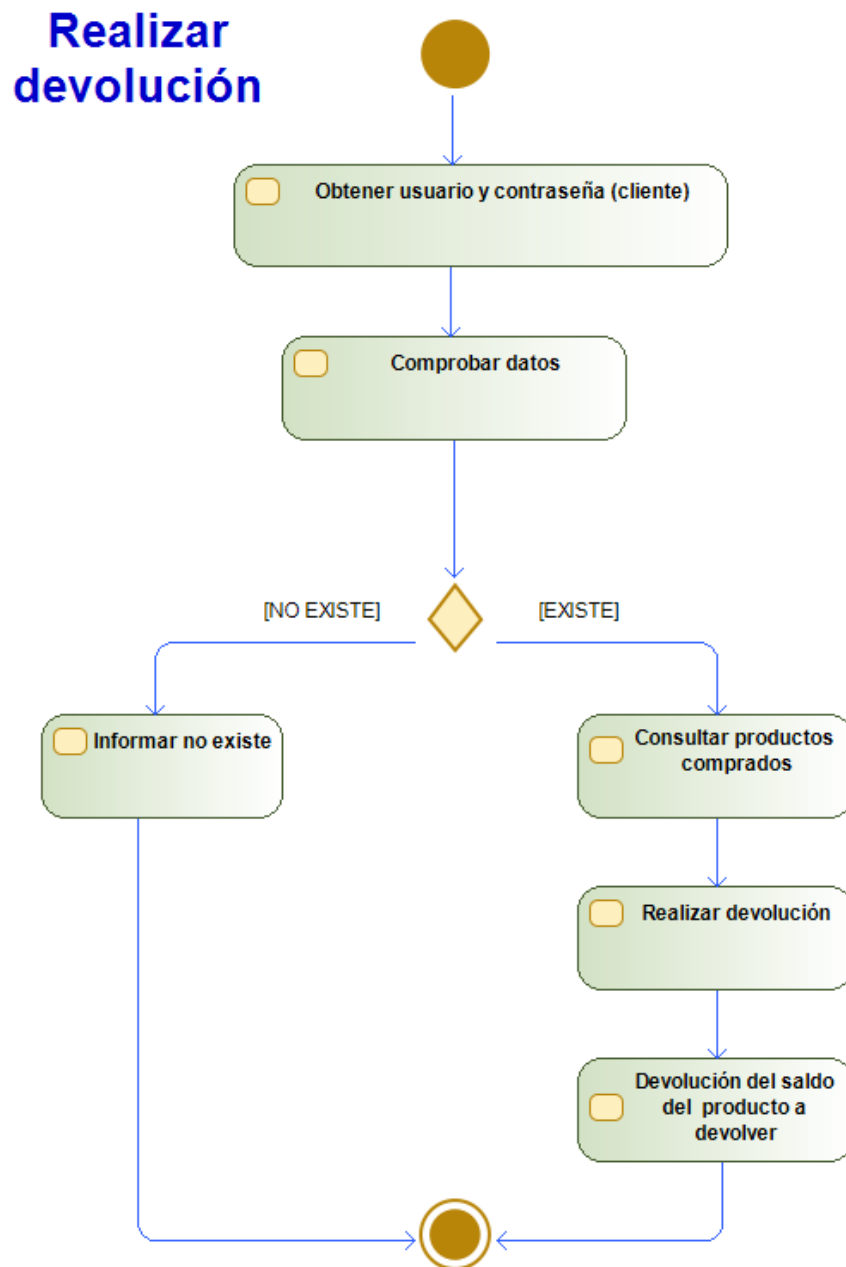 Realizar
devolución
Obtener usuario y contraseña (cliente)
Comprobar datos
[NO EXISTE]
[EXISTE]
Informar no existe
Consultar productos
comprados
Realizar devolución
Devolución del saldo
del producto a
devolver